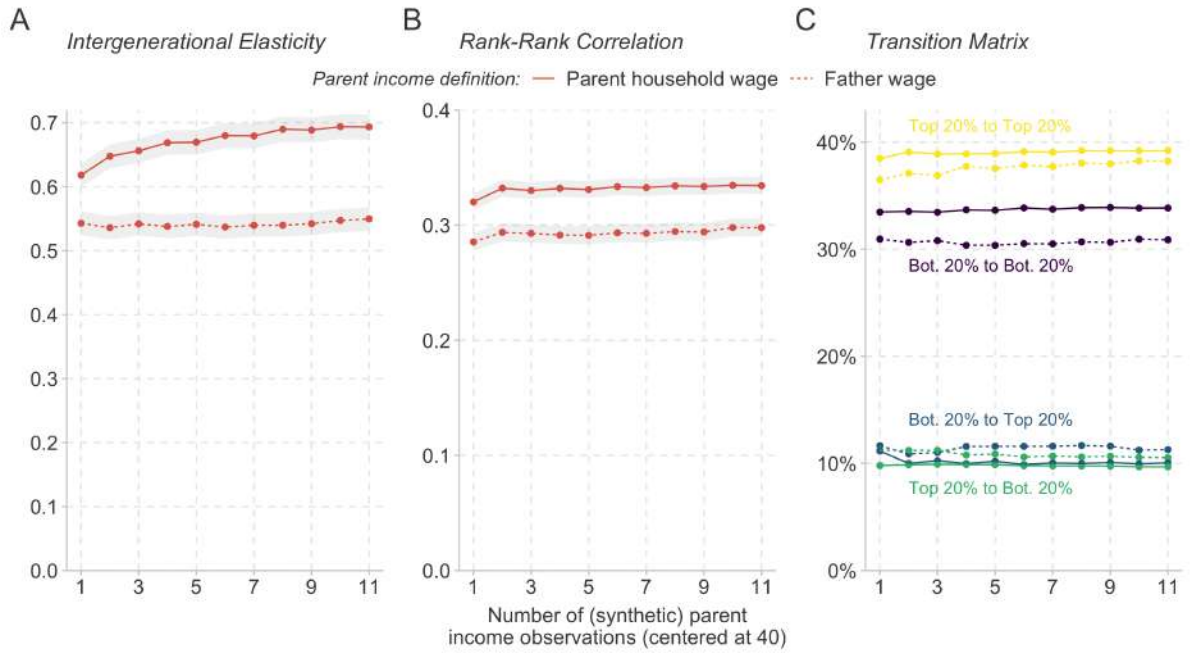 A
Intergenerational Elasticity
B
Rank-Rank Correlation
C
Transition Matrix
Parent income definition: Parent household wage Father wage
0.7
0.6
0.5
0.4
0.3
0.2
0.1
0.0
1 3 5 7 9 11
0.4
0.3
0.2
0.1
0.0
1 3 5 7 9 11
Number of (synthetic) parent
income observations (centered at 40)
40%
30%
20%
10%
0%
Top 20% to Top 20%
Bot. 20% to Bot. 20%
Bot. 20% to Top 20%
Top 20% to Bot. 20%
1 3 5 7 9 11